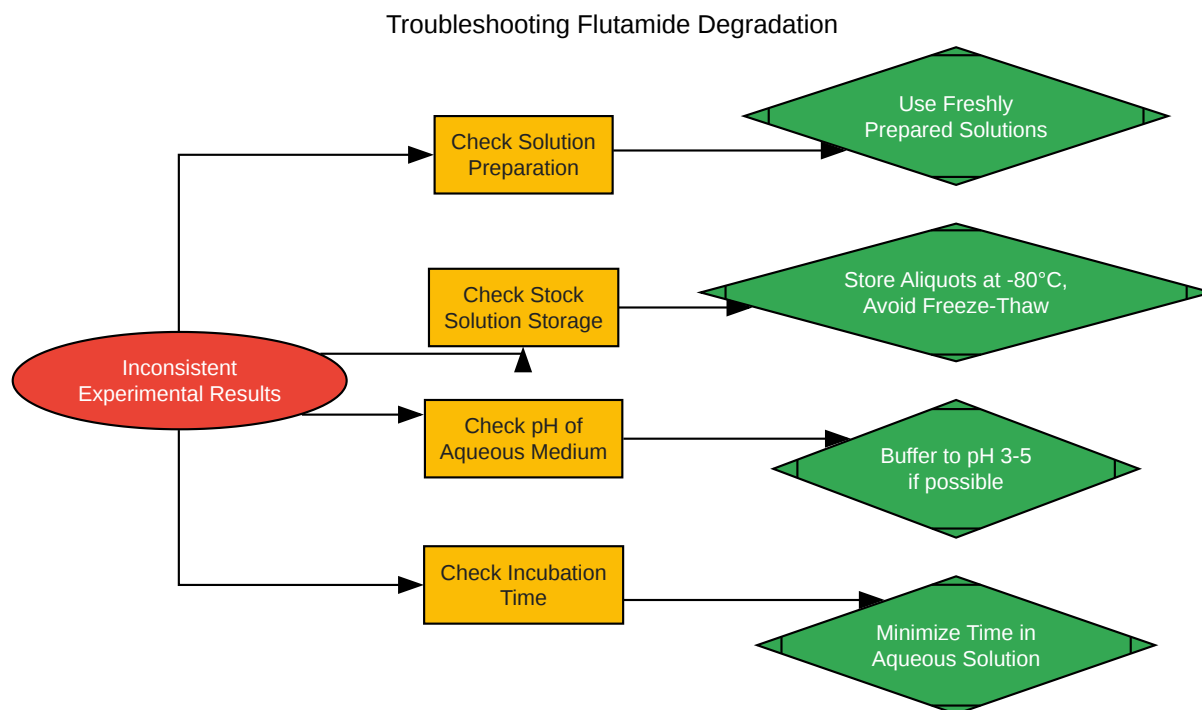 Troubleshooting Flutamide Degradation
Use Freshly
Prepared Solutions
Check Solution
Preparation
Store Aliquots at -80°C,
Avoid Freeze-Thaw
Check Stock
Solution Storage
Inconsistent
Experimental Results
Check pH of
Aqueous Medium
Buffer to pH 3-5
if possible
Check Incubation
Time
Minimize Time in
Aqueous Solution